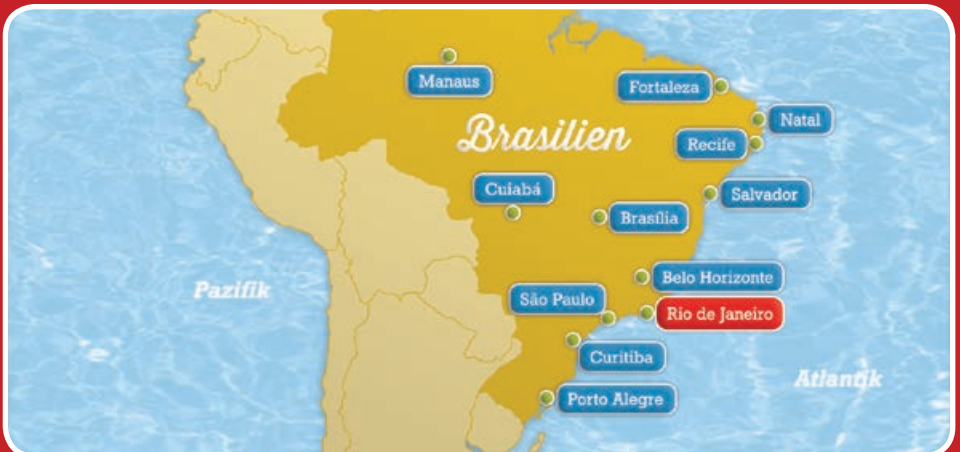 Manaus
Fortaleza
Natal
Brasilien
Recife
Cuiabá
Salvador
Brasília
Belo Horizonte
Pazifik
São Paulo
Rio de Janeiro
Curitiba
Atlantik
Porto Alegre